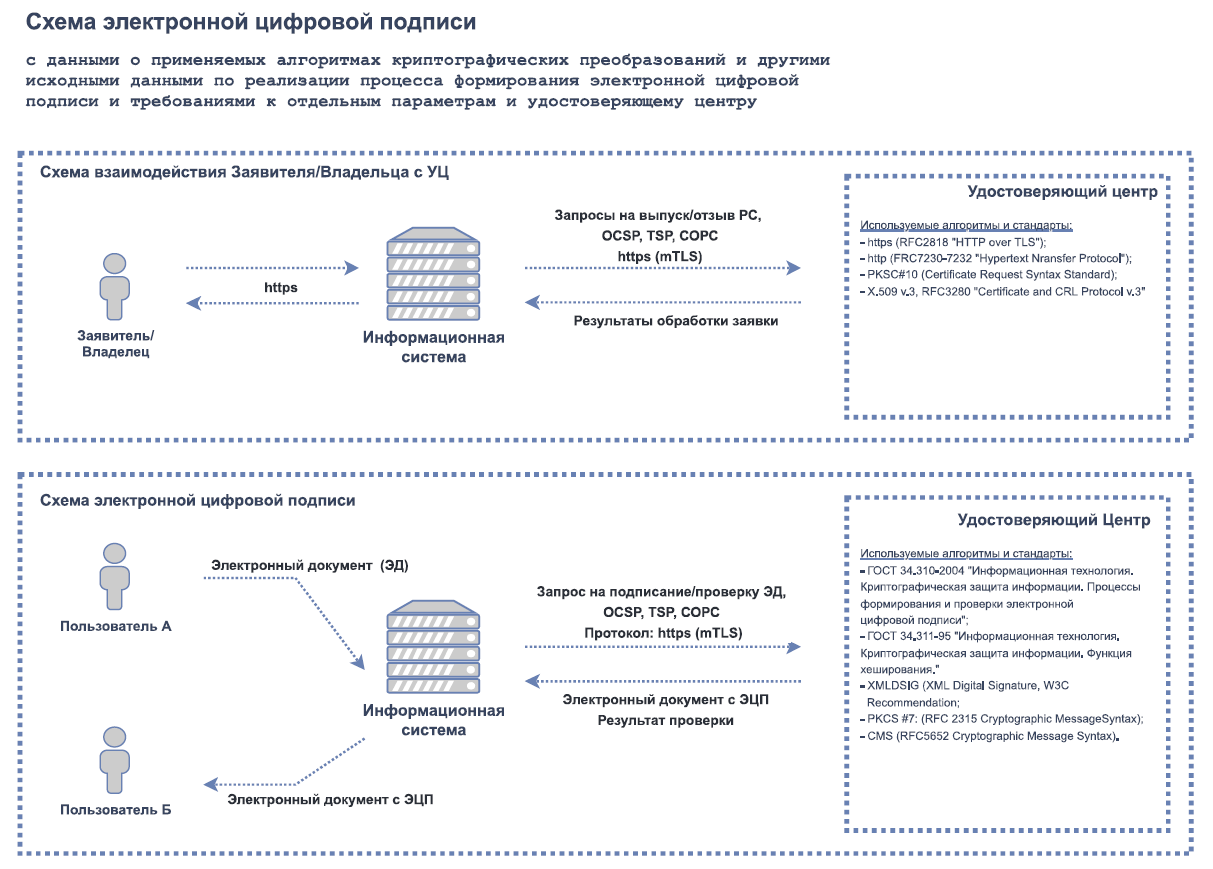 Схема электронной цифровой подписи
с данными о применяемых алгоритмах криптографических преобразований и другими
исходными данными по реализации процесса формирования электронной цифровой
подписи и требованиями к отдельным параметрам и удостоверяющему центру
Схема взаимодействия Заявителя/Владельца с УЦ
Заявитель/
Владелец
https
Информационная
система
Запросы на выпуск/отзыв РС,
OCSP, TSP, СОРС
https (mTLS)
Результаты обработки заявки
Удостоверяющий центр
Используемые алгоритмы и стандарты:
- https (RFC2818 "HTTP over TLS");
- http (FRC7230-7232 "Hypertext Nransfer Protocol");
- PKSC#10 (Certificate Request Syntax Standard);
- X.509 v.3, RFC3280 "Certificate and CRL Protocol v.3"
Схема электронной цифровой подписи
Пользователь А
Электронный документ (ЭД)
Информационная
система
Пользователь Б
Электронный документ с ЭЦП
Запрос на подписание/проверку ЭД,
OCSP, TSP, СОРС
Протокол: https (mTLS)
Электронный документ с ЭЦП
Результат проверки
Удостоверяющий Центр
Используемые алгоритмы и стандарты:
- ГОСТ 34.310-2004 "Информационная технология.
Криптографическая защита информации. Процессы
формирования и проверки электронной
цифровой подписи";
- ГОСТ 34.311-95 "Информационная технология.
Криптографическая защита информации. Функция
хеширования."
- XMLDSIG (XML Digital Signature, W3C
Recommendation;
- PKCS #7: (RFC 2315 Cryptographic MessageSyntax);
- CMS (RFC5652 Cryptographic Message Syntax).